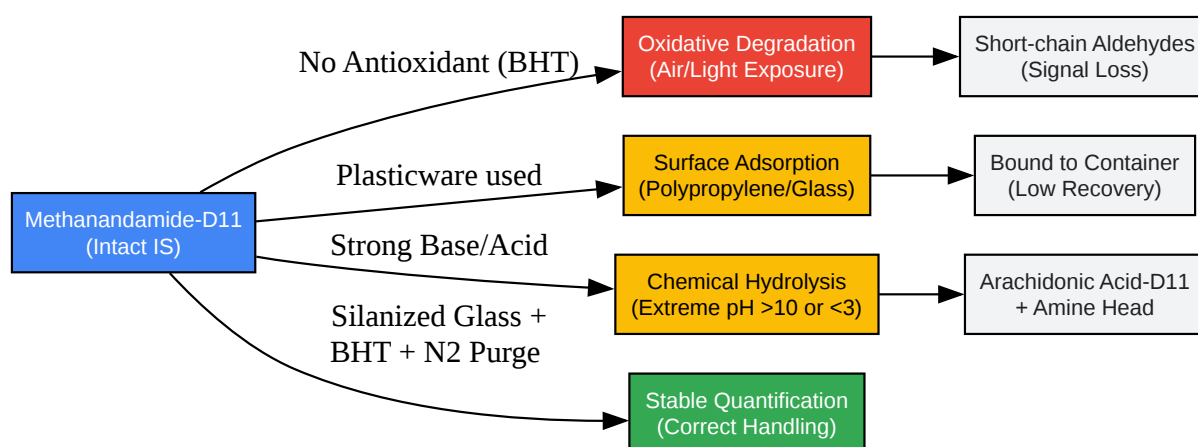 Methanandamide-D11
(Intact IS)
No Antioxidant (BHT)
Oxidative Degradation
(Air/Light Exposure)
Short-chain Aldehydes
(Signal Loss)
Plasticware used
Surface Adsorption
(Polypropylene/Glass)
Bound to Container
(Low Recovery)
Strong Base/Acid
Chemical Hydrolysis
(Extreme pH >10 or <3)
Arachidonic Acid-D11
+ Amine Head
Silanized Glass +
BHT + N2 Purge
Stable Quantification
(Correct Handling)